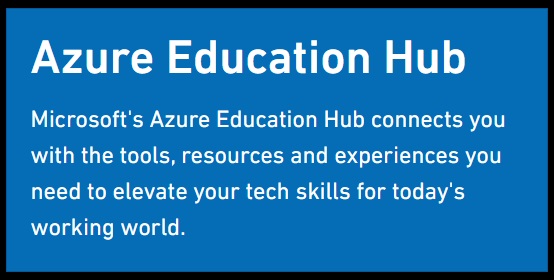 Azure Education Hub
Microsoft's Azure Education Hub connects you
with the tools, resources and experiences you
need to elevate your tech skills for today's
working world.